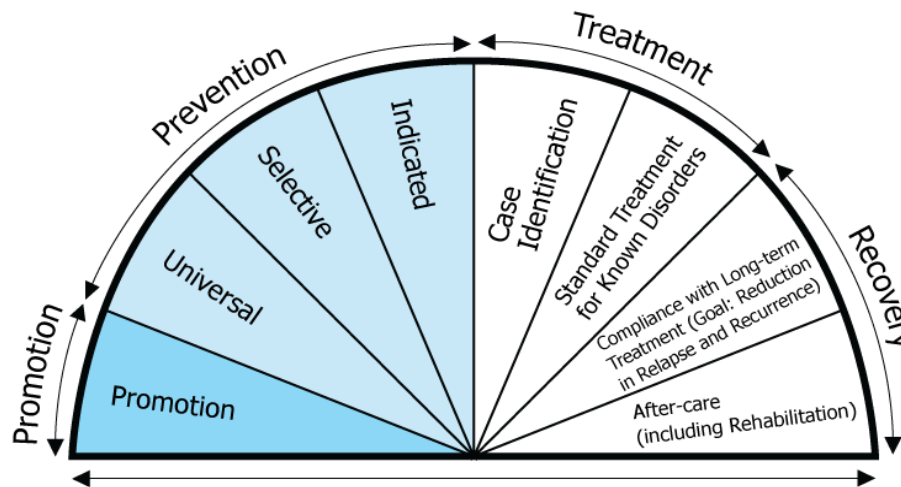 Promotion
Prevention
Treatment
Recovery
Promotion
Universal
Selective
Indicated
Case
Identification
Standard Treatment
for Known Disorders
Compliance with Long-term
Treatment (Goal: Reduction
in Relapse and Recurrence)
After-care
(including Rehabilitation)